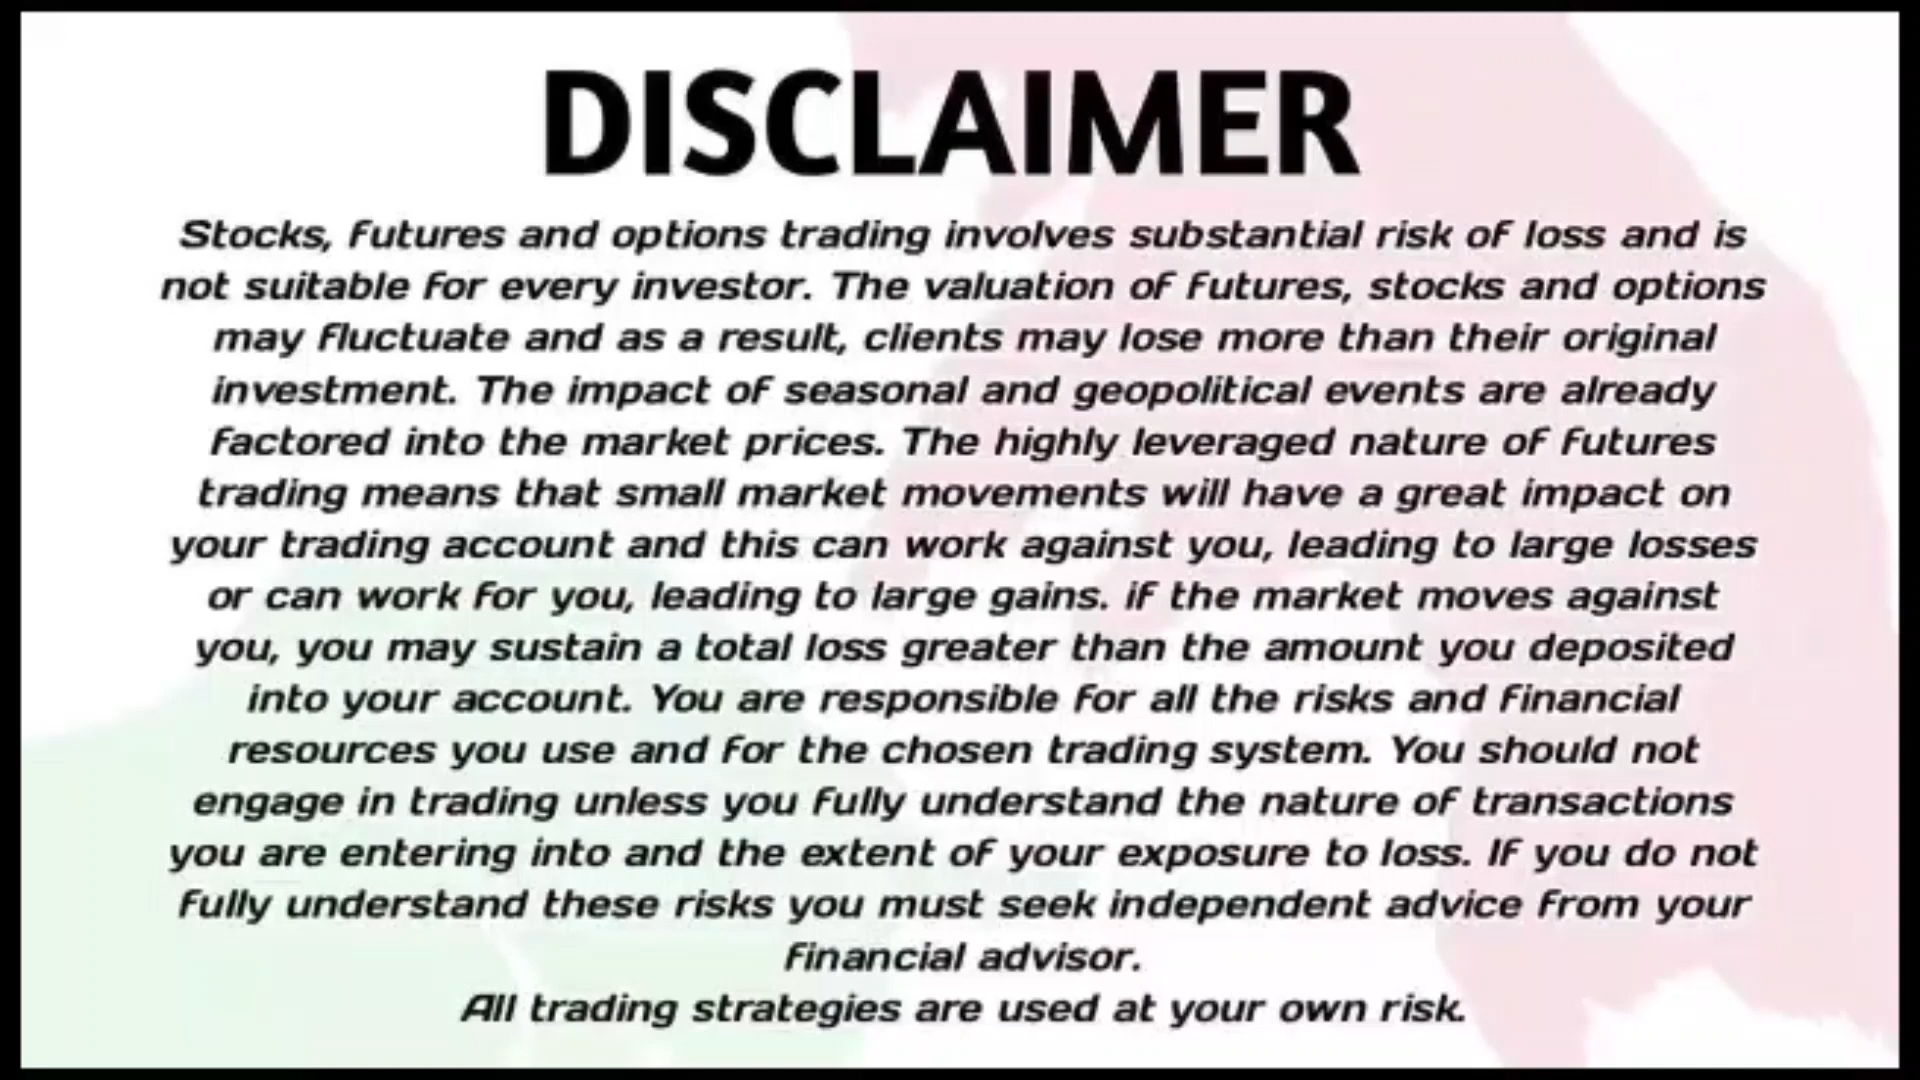 DISCLAIMER
Stocks, futures and options trading involves substantial risk of loss and is
not suitable for every investor. The valuation of futures, stocks and options
may fluctuate and as a result, clients may lose more than their original
investment. The impact of seasonal and geopolitical events are already
factored into the market prices. The highly leveraged nature of futures
trading means that small market movements will have a great impact on
your trading account and this can work against you, leading to large losses
or can work for you, leading to large gains. if the market moves against
you, you may sustain a total loss greater than the amount you deposited
into your account. You are responsible for all the risks and financial
resources you use and for the chosen trading system. You should not
engage in trading unless you fully understand the nature of transactions
you are entering into and the extent of your exposure to loss. If you do not
fully understand these risks you must seek independent advice from your
financial advisor.
All trading strategies are used at your own risk.